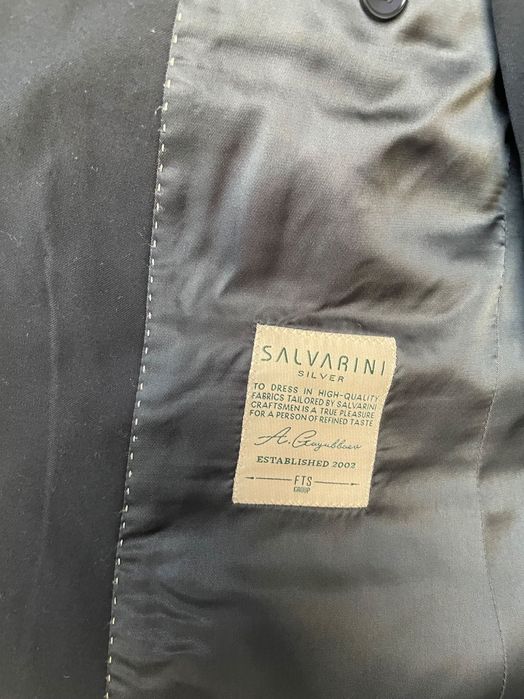 SALVARINI
SILVER
TO DRESS IN HIGH-QUALITY
FABRICS TAILORED BY SALVARINI
CRAFTSMEN IS A TRUE PLEASURE
FOR A PERSON OF REFINED TASTE
A.
ESTABLISHED 2002
FTS
GROUP